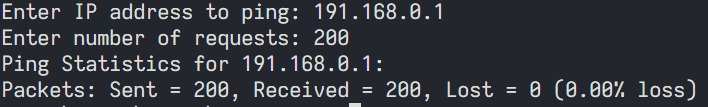 Enter IP address to ping: 191.168.0.1
Enter number of requests: 200
Ping Statistics for 191.168.0.1:
Packets: Sent = 200, Received = 200, Lost = 0 (0.00% loss)